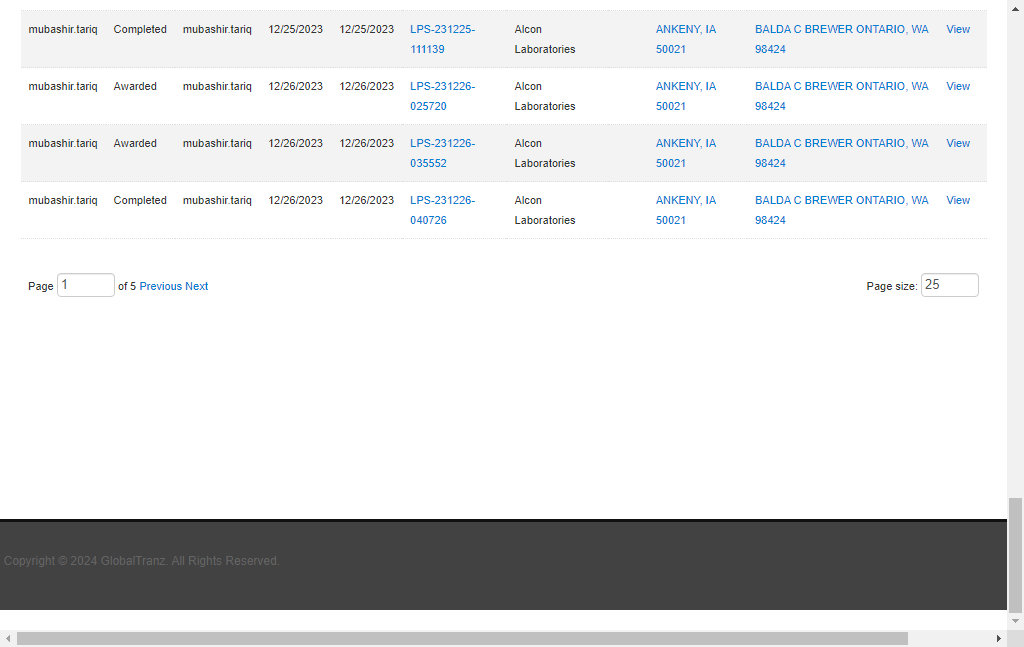 mubashir.tariq Completed mubashir.tariq 12/25/2023 12/25/2023 LPS-231225- Alcon ANKENY, IA BALDA C BREWER ONTARIO, WA View
111139 Laboratories 50021 98424
mubashir.tariq Awarded mubashir.tariq 12/26/2023 12/26/2023 LPS-231226- Alcon ANKENY, IA BALDA C BREWER ONTARIO, WA View
025720 Laboratories 50021 98424
mubashir.tariq Awarded mubashir.tariq 12/26/2023 12/26/2023 LPS-231226- Alcon ANKENY, IA BALDA C BREWER ONTARIO, WA View
035552 Laboratories 50021 98424
mubashir.tariq Completed mubashir.tariq 12/26/2023 12/26/2023 LPS-231226- Alcon ANKENY, IA BALDA C BREWER ONTARIO, WA View
040726 Laboratories 50021 98424
Page 1 of 5 Previous Next Page size: 25
Copyright © 2024 GlobalTranz. All Rights Reserved.